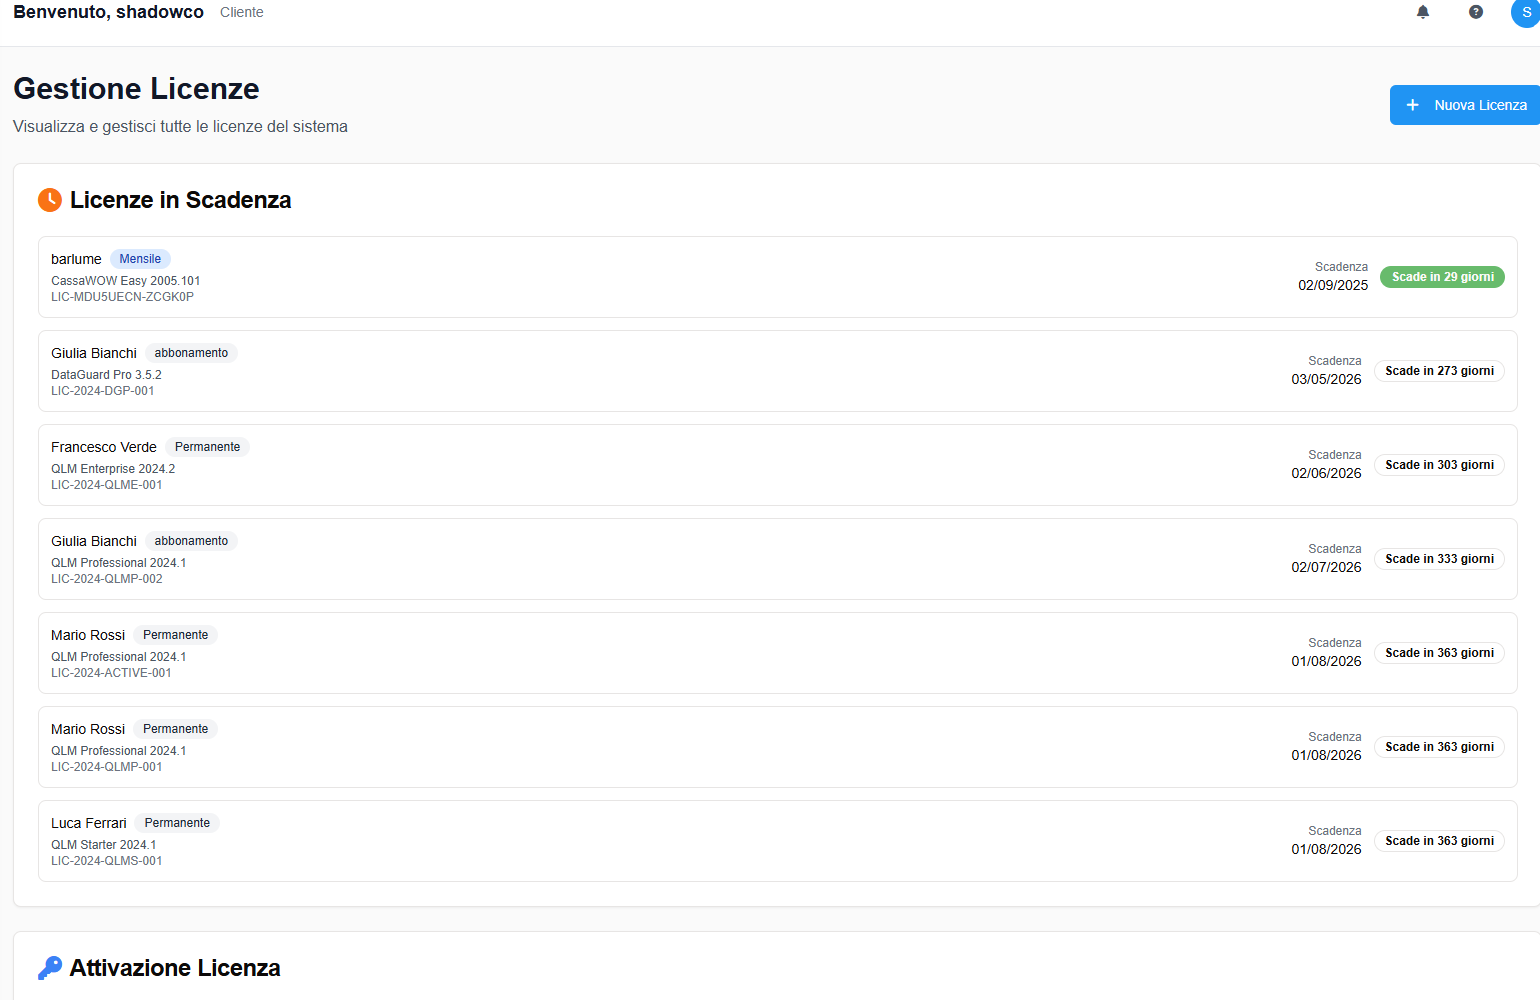 Benvenuto, shadowco Cliente
S
Gestione Licenze
Visualizza e gestisci tutte le licenze del sistema
+ Nuova Licenza
Licenze in Scadenza
barlume Mensile
CassaWOW Easy 2005.101
LIC-MDU5UECN-ZCGK0P
Scadenza
02/09/2025
Scade in 29 giorni
Giulia Bianchi abbonamento
DataGuard Pro 3.5.2
LIC-2024-DGP-001
Scadenza
03/05/2026
Scade in 273 giorni
Francesco Verde Permanente
QLM Enterprise 2024.2
LIC-2024-QLME-001
Scadenza
02/06/2026
Scade in 303 giorni
Giulia Bianchi abbonamento
QLM Professional 2024.1
LIC-2024-QLMP-002
Scadenza
02/07/2026
Scade in 333 giorni
Mario Rossi Permanente
QLM Professional 2024.1
LIC-2024-ACTIVE-001
Scadenza
01/08/2026
Scade in 363 giorni
Mario Rossi Permanente
QLM Professional 2024.1
LIC-2024-QLMP-001
Scadenza
01/08/2026
Scade in 363 giorni
Luca Ferrari Permanente
QLM Starter 2024.1
LIC-2024-QLMS-001
Scadenza
01/08/2026
Scade in 363 giorni
Attivazione Licenza